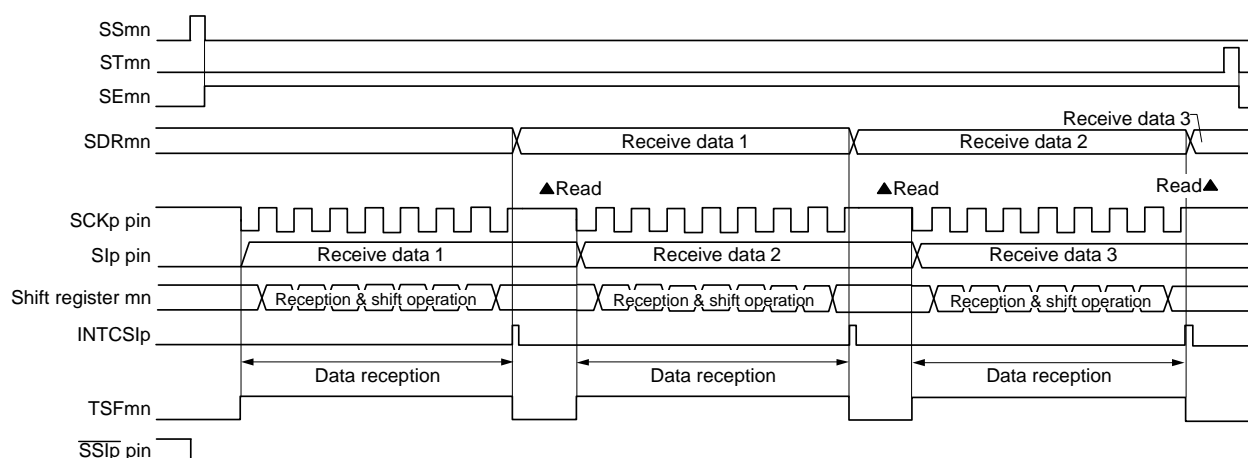 SSmn
STmn
SEmn
Receive data 3
SDRmn
Receive data 1
Receive data 2
▲Read
▲Read
Read▲
SCKp pin
SIp pin
Receive data 1
Receive data 2
Receive data 3
Shift register mn
Reception & shift operation
Reception & shift operation
Reception & shift operation
INTCSIp
Data reception
Data reception
Data reception
TSFmn
SSIp pin